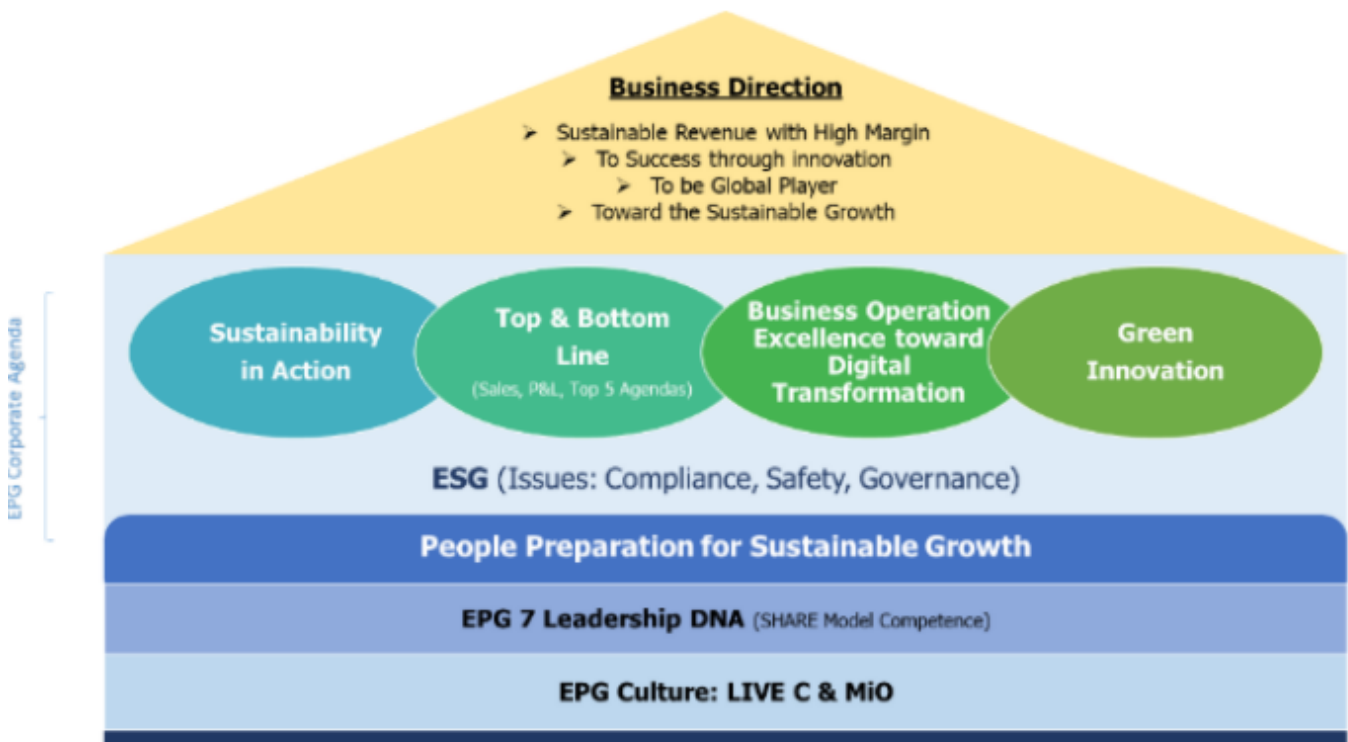 Business Direction
➢ Sustainable Revenue with High Margin
➢ To Success through innovation
➢ To be Global Player
➢ Toward the Sustainable Growth
EPG Corporate Agenda
Sustainability
in Action
Top & Bottom
Line
(Sales, P&L, Top 5 Agendas)
Business Operation
Excellence toward
Digital
Transformation
Green
Innovation
ESG (Issues: Compliance, Safety, Governance)
People Preparation for Sustainable Growth
EPG 7 Leadership DNA (SHARE Model Competence)
EPG Culture: LIVE C & MiO